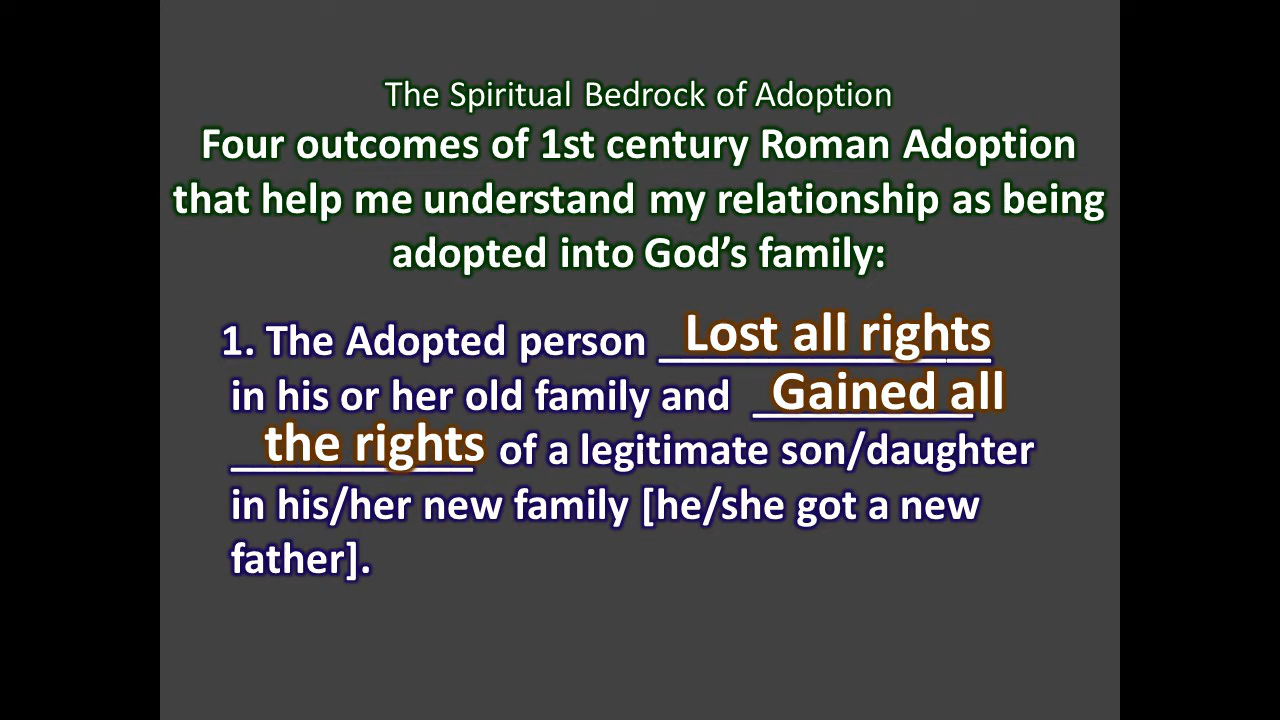 The Spiritual Bedrock of Adoption
Four outcomes of 1st century Roman Adoption
that help me understand my relationship as being
adopted into God’s family:
1. The Adopted person Lost all rights
in his or her old family and Gained all
the rights of a legitimate son/daughter
in his/her new family [he/she got a new
father].